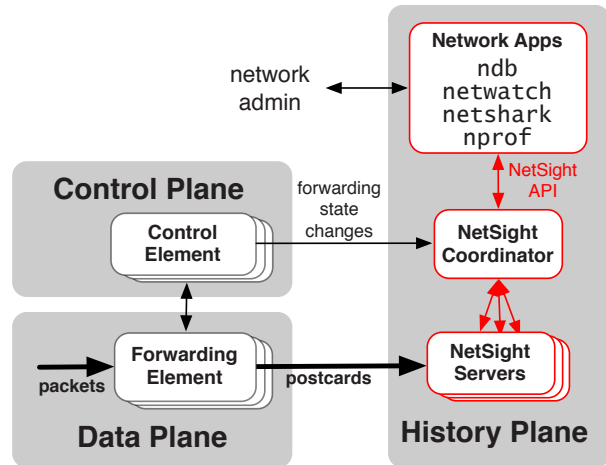 Network Apps
ndb
netwatch
netshark
nprof
network
admin
NetSight
API
Control Plane
forwarding
state
changes
Control
Element
NetSight
Coordinator
Forwarding
Element
packets
postcards
NetSight
Servers
Data Plane
History Plane